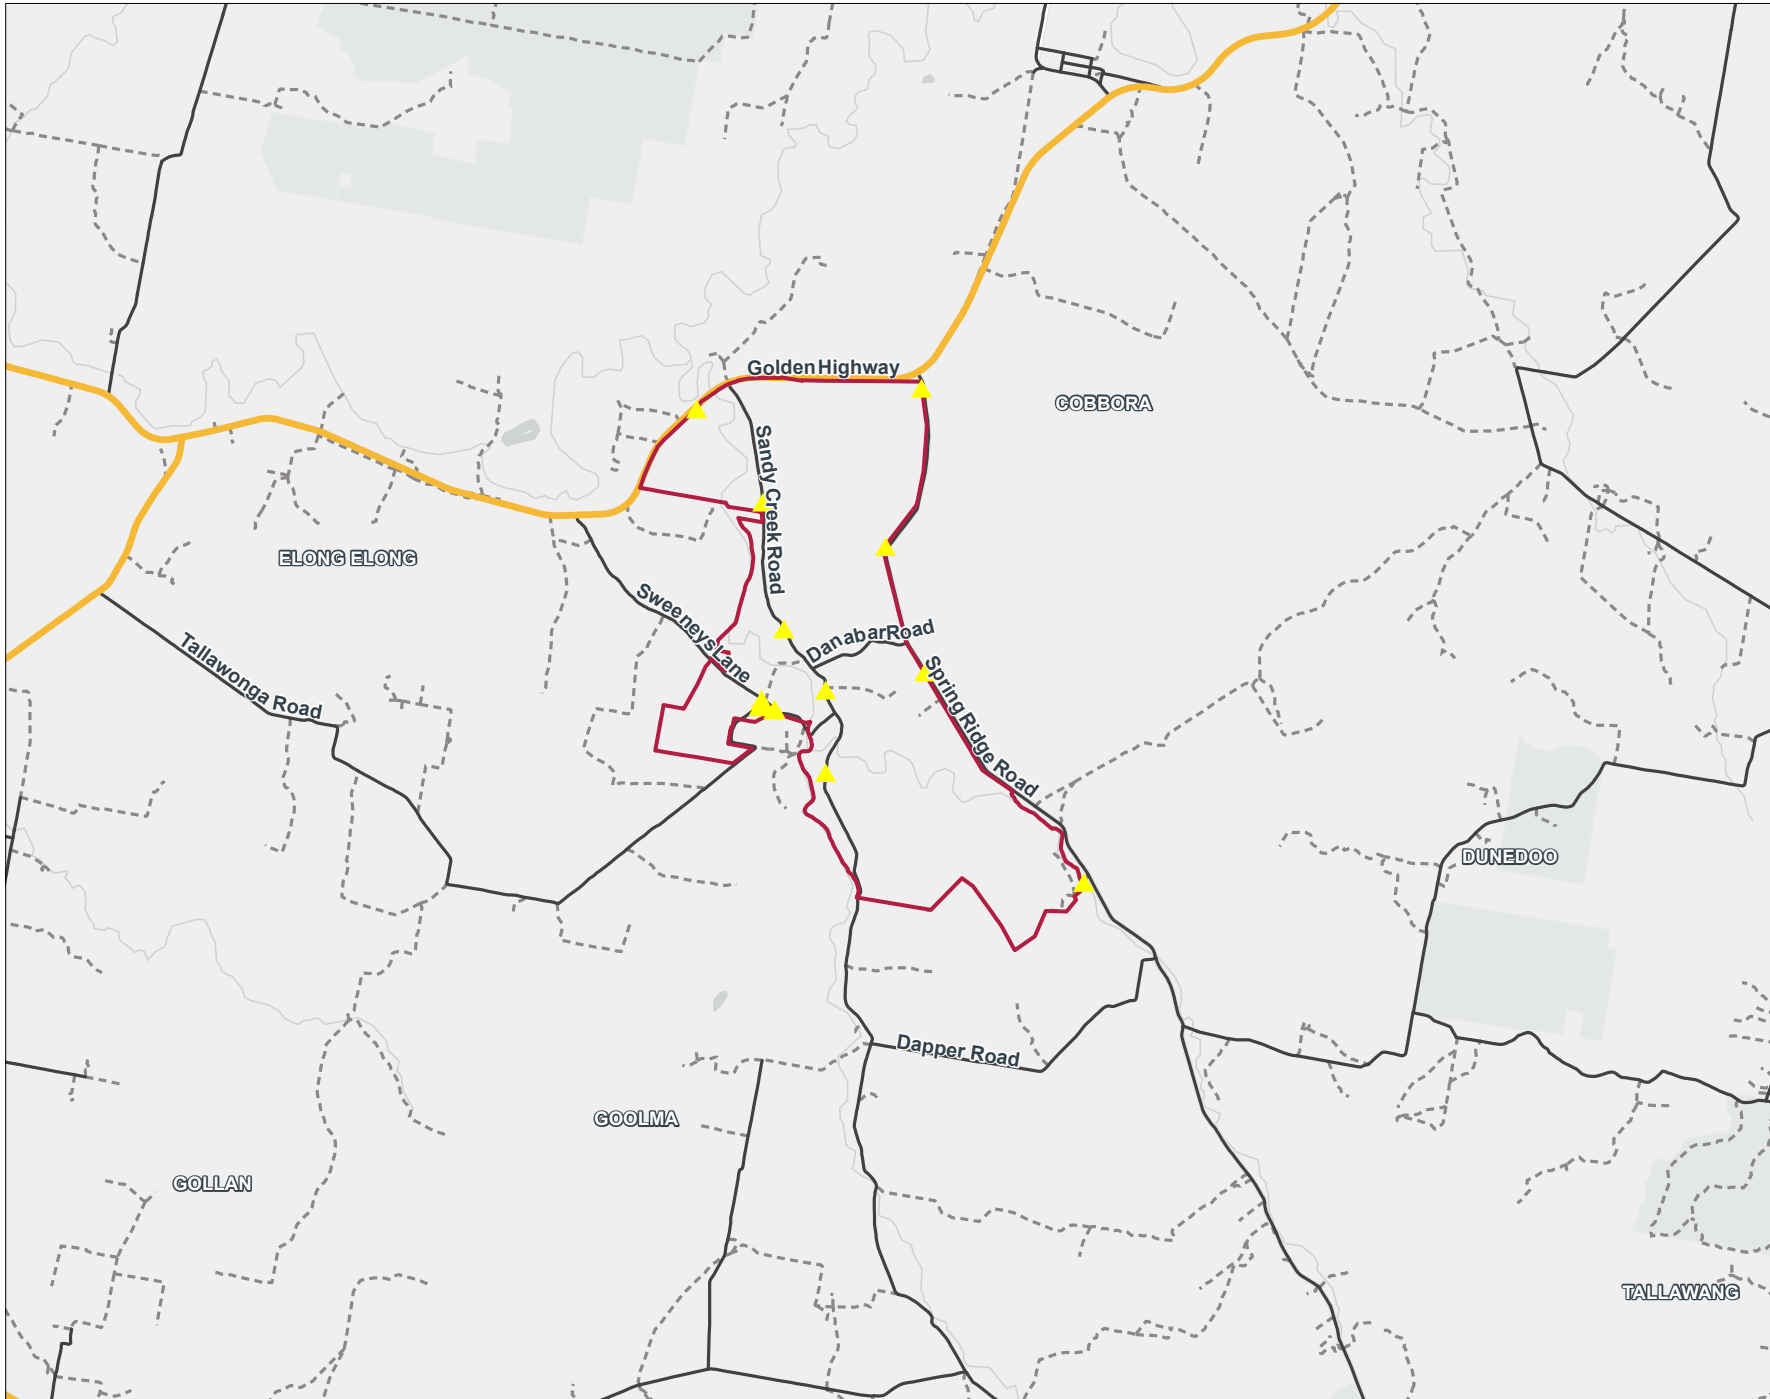 Golden Highway
COBBORA
Sandy Creek Road
ELONG ELONG
Sweeneys Lane
Danabar Road
Tallawonga Road
Spring Ridge Road
DUNEDOO
Dapper Road
GOOLMA
GOLLAN
TALLAWANG